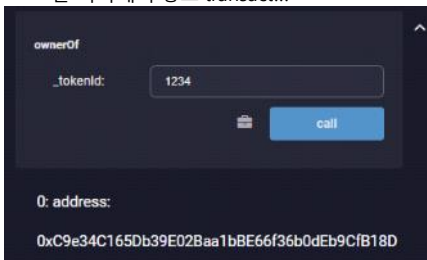 ownerOf
_tokenId:
1234
call
0: address:
0xC9e34C165Db39E02Baa1bBE66f36b0dEb9CfB18D